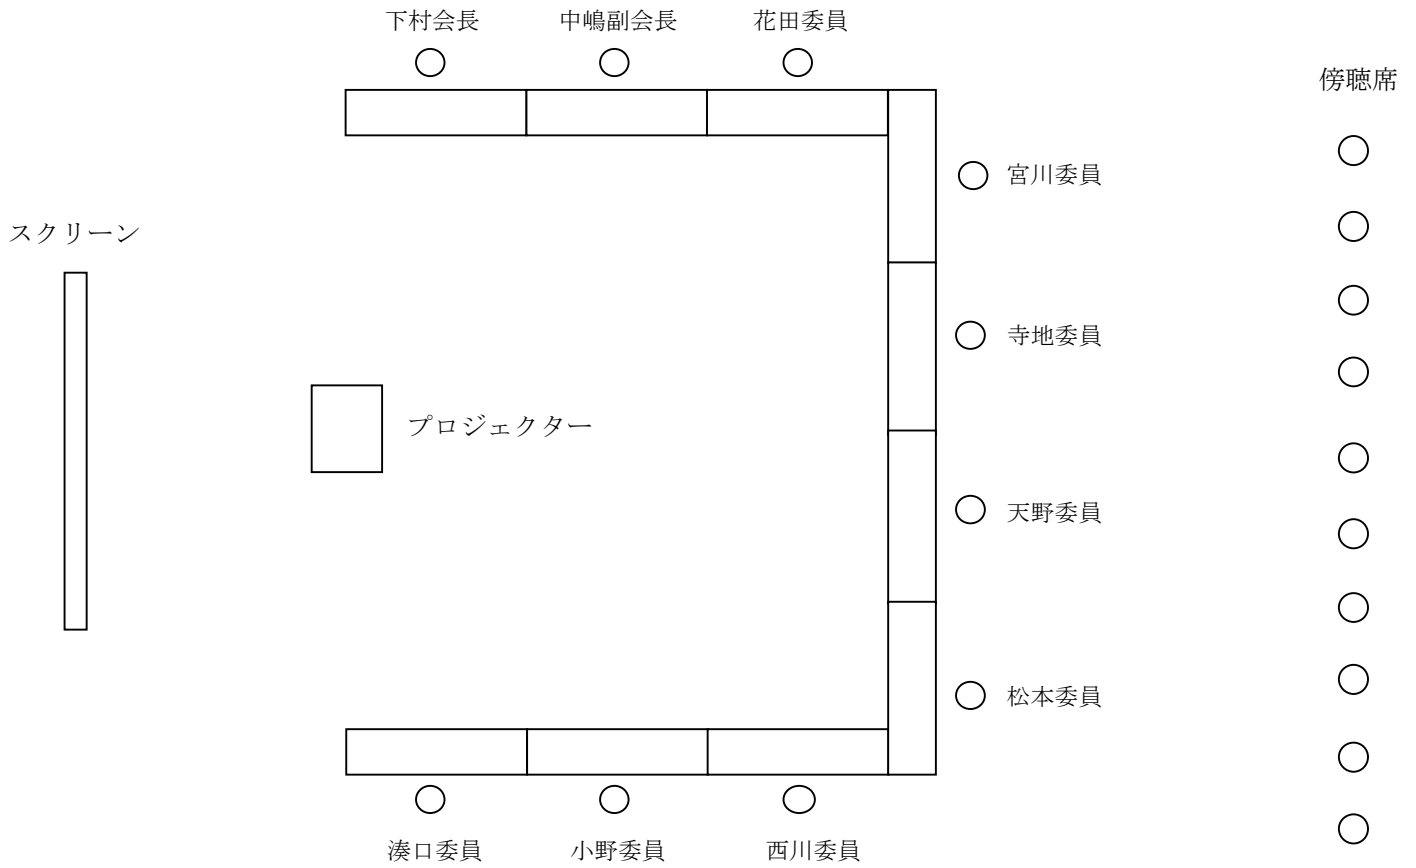 下村会長
中嶋副会長
花田委員
傍聴席
宮川委員
スクリーン
寺地委員
プロジェクター
天野委員
松本委員
湊口委員
小野委員
西川委員